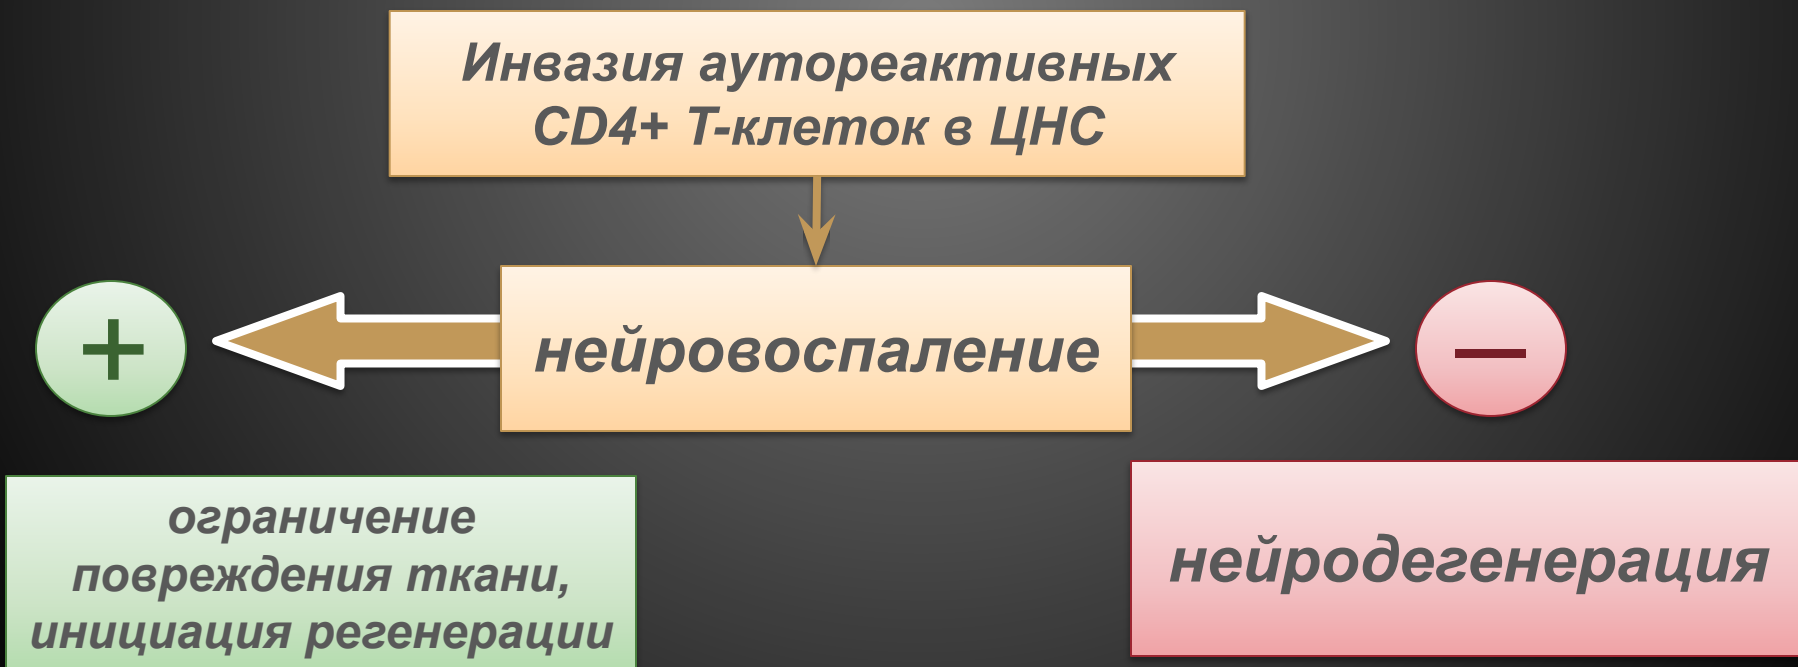 Инвазия аутореактивных
CD4+ Т-клеток в ЦНС
+
нейровоспаление
–
ограничение
повреждения ткани,
инициация регенерации
нейродегенерация